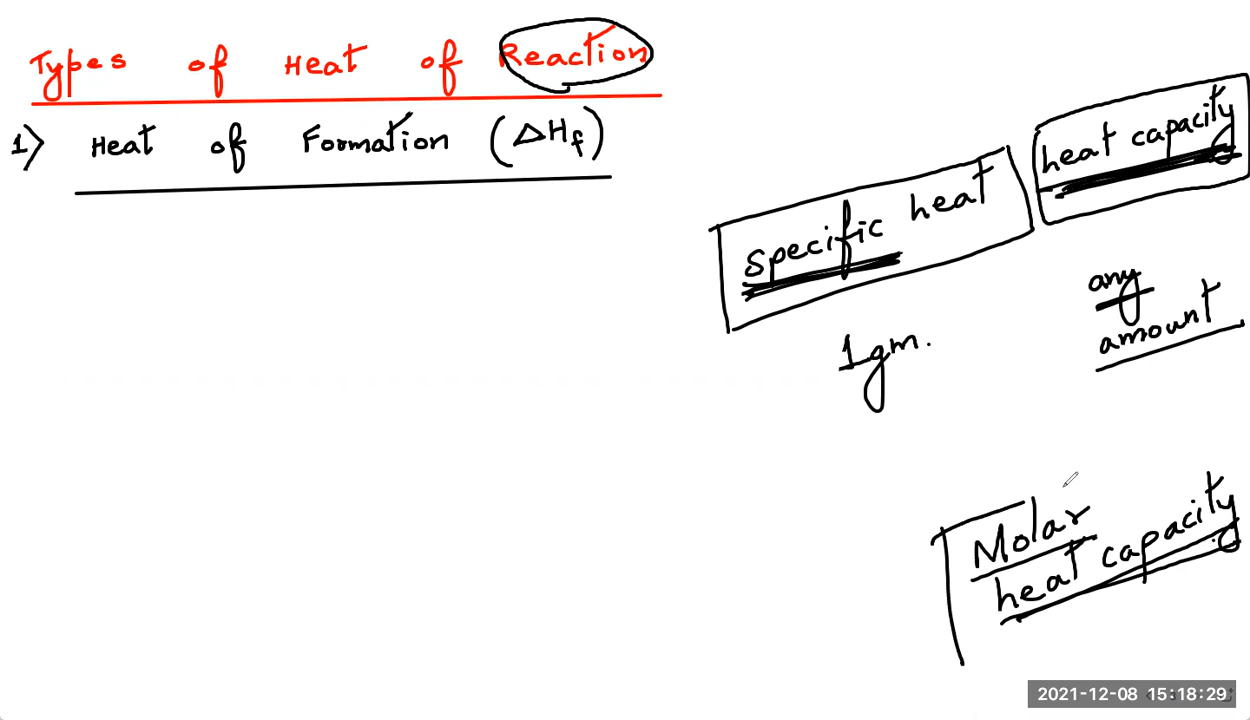 Types of Heat of Reaction
1) Heat of Formation (ΔHf)
heat capacity
specific heat
any
amount
1gm.
Molar
heat capacity
2021-12-08 15:18:29